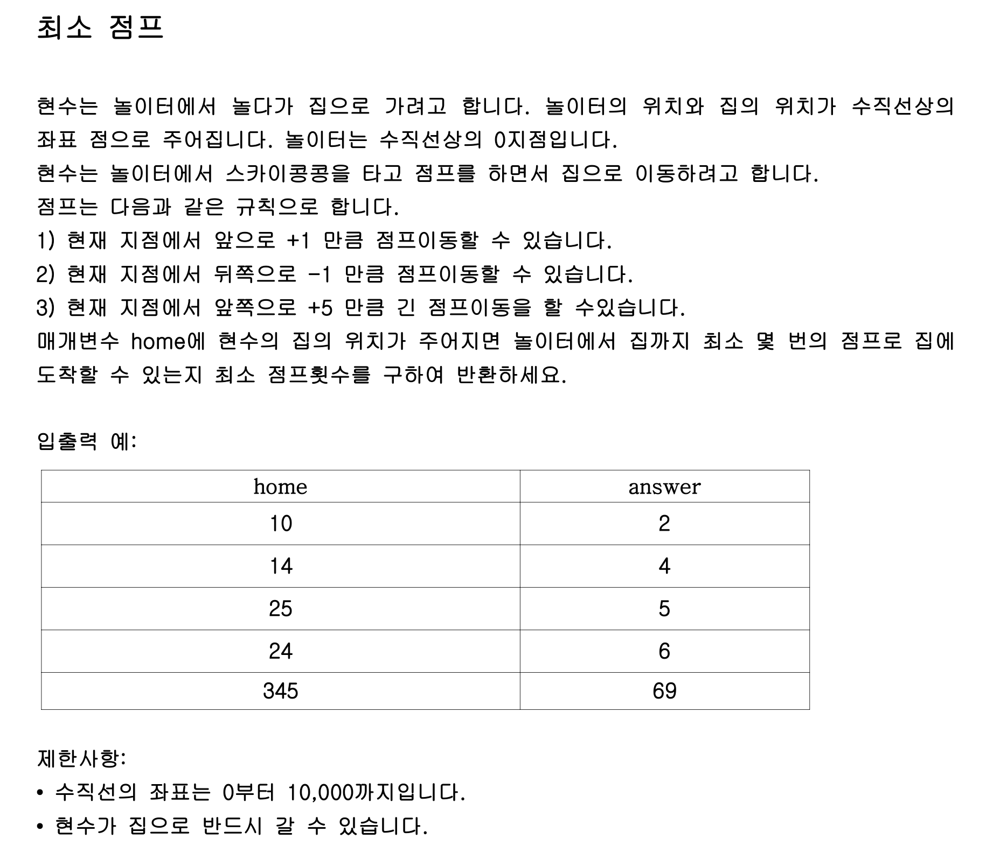 최소 점프
현수는 놀이터에서 놀다가 집으로 가려고 합니다. 놀이터의 위치와 집의 위치가 수직선상의
좌표 점으로 주어집니다. 놀이터는 수직선상의 0지점입니다.
현수는 놀이터에서 스카이콩콩을 타고 점프를 하면서 집으로 이동하려고 합니다.
점프는 다음과 같은 규칙으로 합니다.
1) 현재 지점에서 앞으로 +1 만큼 점프이동할 수 있습니다.
2) 현재 지점에서 뒤쪽으로 -1 만큼 점프이동할 수 있습니다.
3) 현재 지점에서 앞쪽으로 +5 만큼 긴 점프이동을 할 수있습니다.
매개변수 home에 현수의 집의 위치가 주어지면 놀이터에서 집까지 최소 몇 번의 점프로 집에
도착할 수 있는지 최소 점프횟수를 구하여 반환하세요.
입출력 예:
home answer
10 2
14 4
25 5
24 6
345 69
제한사항:
• 수직선의 좌표는 0부터 10,000까지입니다.
• 현수가 집으로 반드시 갈 수 있습니다.